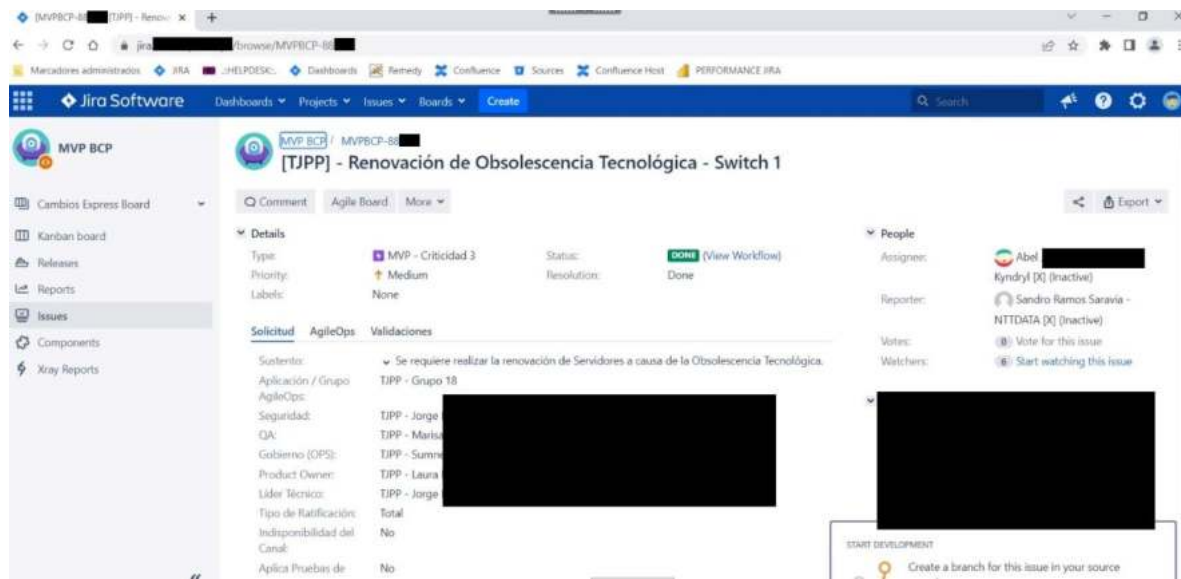 [MVPBCP-88 [TJPP] - Renov
jira /browse/MVPBCP-88
Marcadores administrados JIRA ::HELPDESK:. Dashboards Remedy Confluence Sources Confluence Host PERFORMANCE JIRA
Jira Software Dashboards Projects Issues Boards Create Search
MVP BCP
Cambios Express Board
Kanban board
Releases
Reports
Issues
Components
Xray Reports
MVP BCP / MVPBCP-88
[TJPP] - Renovación de Obsolescencia Tecnológica - Switch 1
Comment Agile Board More Export
Details
Type: MVP - Criticidad 3 Status: DONE (View Workflow)
Priority: Medium Resolution: Done
Labels: None
Solicitud AgileOps Validaciones
Sustento: Se requiere realizar la renovación de Servidores a causa de la Obsolescencia Tecnológica.
Aplicación / Grupo AgileOps: TJPP - Grupo 18
Seguridad: TJPP - Jorge
QA: TJPP - Marisa
Gobierno (OPS): TJPP - Sumne
Product Owner: TJPP - Laura
Líder Técnico: TJPP - Jorge
Tipo de Ratificación: Total
Indisponibilidad del Canal: No
Aplica Pruebas de No
People
Assignee: Abel
Kyndryl [X] (Inactive)
Reporter: Sandro Ramos Saravia -
NTTDATA [X] (Inactive)
Votes: 0 Vote for this issue
Watchers: 6 Start watching this issue
START DEVELOPMENT
Create a branch for this issue in your source